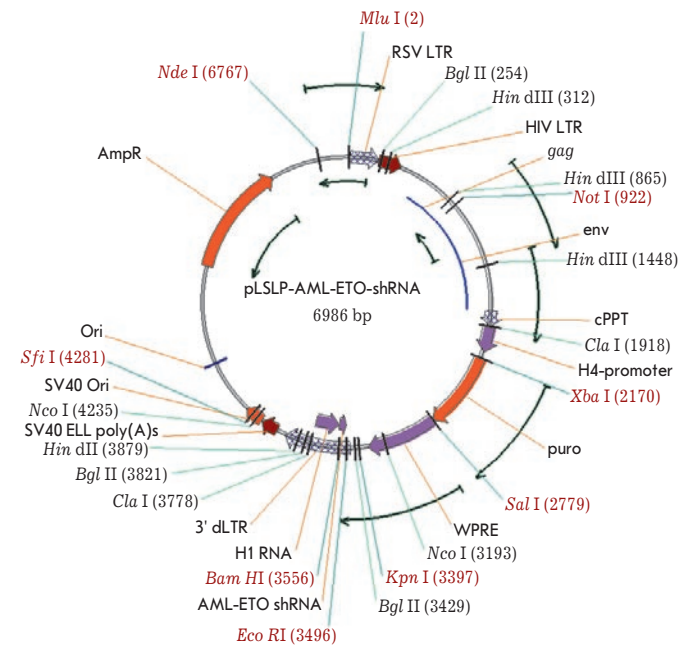 Mlu I (2)
RSV LTR
Nde I (6767)
Bgl II (254)
Hin dIII (312)
HIV LTR
AmpR
gag
Hin dIII (865)
Not I (922)
env
Hin dIII (1448)
pLSLP-AML-ETO-shRNA
6986 bp
cPPT
Ori
Cla I (1918)
Sfi I (4281)
H4-promoter
SV40 Ori
Xba I (2170)
Nco I (4235)
SV40 ELL poly(A)s
Hin dII (3879)
puro
Bgl II (3821)
Cla I (3778)
Sal I (2779)
3' dLTR
WPRE
H1 RNA
Nco I (3193)
Bam HI (3556)
Kpn I (3397)
AML-ETO shRNA
Bgl II (3429)
Eco RI (3496)